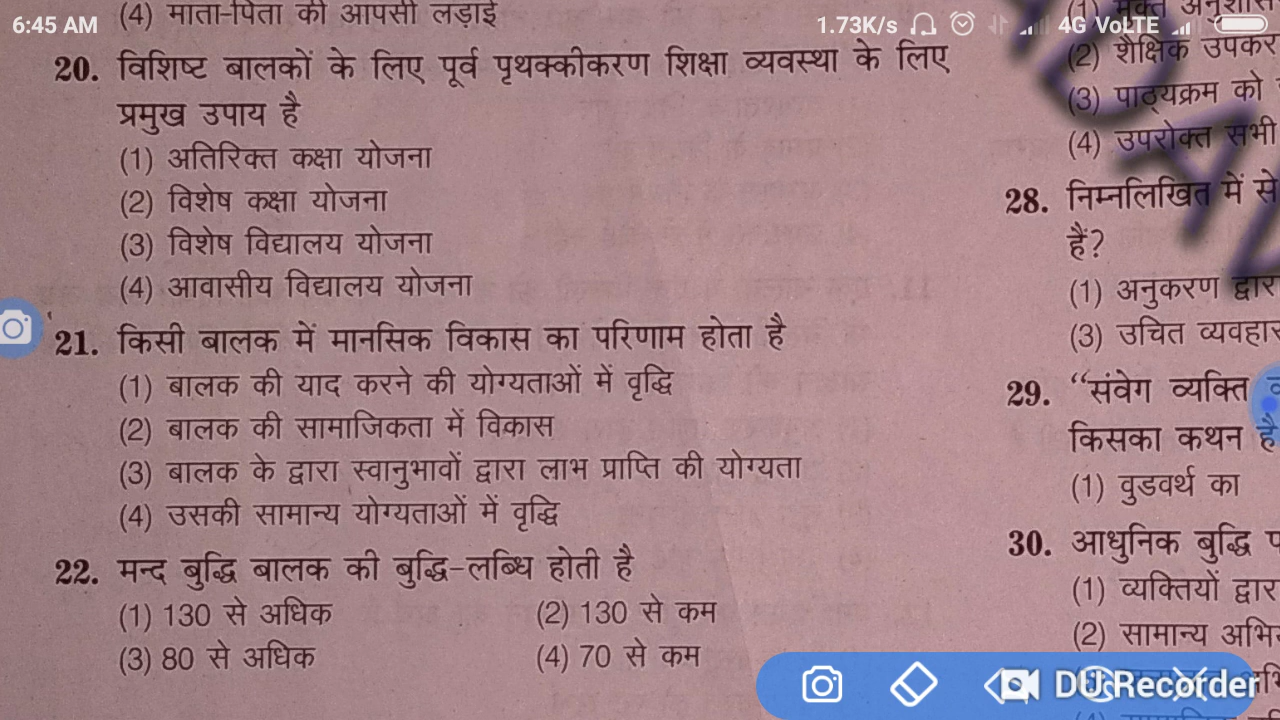 6:45 AM
1.73K/s 4G VoLTE
(4) माता-पिता की आपसी लड़ाई
20. विशिष्ट बालकों के लिए पूर्व पृथक्कीकरण शिक्षा व्यवस्था के लिए
प्रमुख उपाय है
(1) अतिरिक्त कक्षा योजना
(2) विशेष कक्षा योजना
(3) विशेष विद्यालय योजना
(4) आवासीय विद्यालय योजना
21. किसी बालक में मानसिक विकास का परिणाम होता है
(1) बालक की याद करने की योग्यताओं में वृद्धि
(2) बालक की सामाजिकता में विकास
(3) बालक के द्वारा स्वानुभावों द्वारा लाभ प्राप्ति की योग्यता
(4) उसकी सामान्य योग्यताओं में वृद्धि
22. मन्द बुद्धि बालक की बुद्धि-लब्धि होती है
(1) 130 से अधिक (2) 130 से कम
(3) 80 से अधिक (4) 70 से कम
(1) मुक्त
(2) शैक्षिक
(3) पाठ्यक्रम को
(4) उपरोक्त सभी
28. निम्नलिखित में से
हैं?
(1) अनुकरण
(3) उचित
29. “संवेग व्यक्ति
किसका कथन है
(1) वुडवर्थ का
30. आधुनिक बुद्धि
(1) व्यक्तियों
(2) सामान्य
DU Recorder